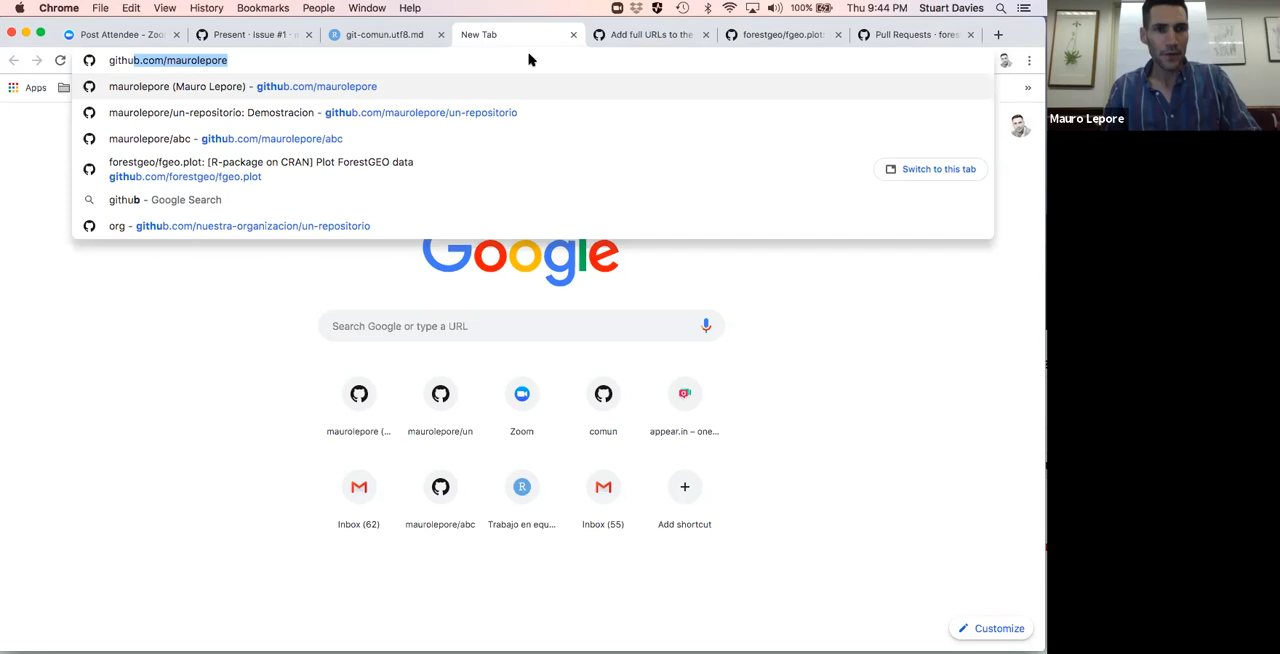 Chrome File Edit View History Bookmarks People Window Help 100% Thu 9:44 PM Stuart Davies
Post Attendee - Zoo
Present · Issue #1 ·
git-comun.utf8.md
New Tab
Add full URLs to the
forestgeo/fgeo.plot:
Pull Requests · fores
github.com/maurolepore
Apps
maurolepore (Mauro Lepore) - github.com/maurolepore
maurolepore/un-repositorio: Demostracion - github.com/maurolepore/un-repositorio
maurolepore/abc - github.com/maurolepore/abc
forestgeo/fgeo.plot: [R-package on CRAN] Plot ForestGEO data
github.com/forestgeo/fgeo.plot
Switch to this tab
github - Google Search
org - github.com/nuestra-organizacion/un-repositorio
Google
Search Google or type a URL
maurolepore (...
maurolepore/un
Zoom
comun
appear.in – one...
Inbox (62)
maurolepore/abc
Trabajo en equ...
Inbox (55)
Add shortcut
Customize
Mauro Lepore